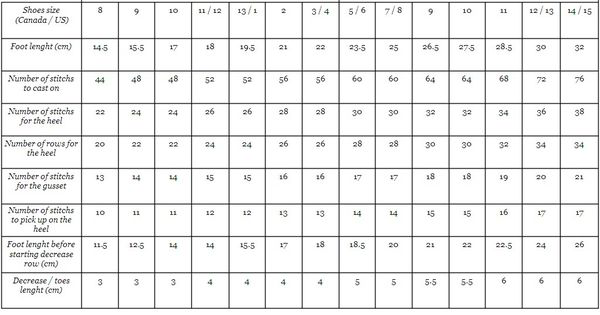 Shoes size (Canada / US) 8 9 10 11 / 12 13 / 1 2 3 / 4 5 / 6 7 / 8 9 10 11 12 / 13 14 / 15
Foot lenght (cm) 14.5 15.5 17 18 19.5 21 22 23.5 25 26.5 27.5 28.5 30 32
Number of stitchs to cast on 44 48 48 52 52 56 56 60 60 64 64 68 72 76
Number of stitchs for the heel 22 24 24 26 26 28 28 30 30 32 32 34 36 38
Number of rows for the heel 20 22 22 24 24 26 26 28 28 30 30 32 34 34
Number of stitchs for the gusset 13 14 14 15 15 16 16 17 17 18 18 19 20 21
Number of stitchs to pick up on the heel 10 11 11 12 12 13 13 14 14 15 15 16 17 17
Foot lenght before starting decrease row (cm) 11.5 12.5 14 14 15.5 17 18 18.5 20 21 22 22.5 24 26
Decrease / toes lenght (cm) 3 3 3 4 4 4 4 5 5 5.5 5.5 6 6 6